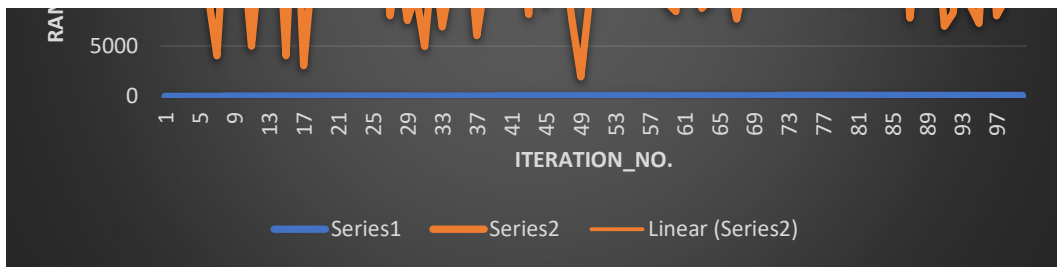 RAN
5000
0
1 5 9 13 17 21 25 29 33 37 41 45 49 53 57 61 65 69 73 77 81 85 89 93 97
ITERATION_NO.
Series1 Series2 Linear (Series2)